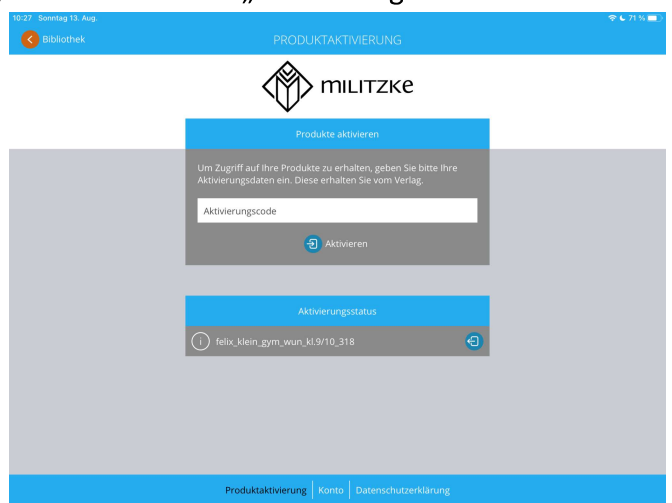 10:27 Sonntag 13. Aug.
71 %
Bibliothek
PRODUKTAKTIVIERUNG
MILITZKe
Produkte aktivieren
Um Zugriff auf Ihre Produkte zu erhalten, geben Sie bitte Ihre
Aktivierungsdaten ein. Diese erhalten Sie vom Verlag.
Aktivierungscode
Aktivieren
Aktivierungsstatus
felix_klein_gym_wun_kl.9/10_318
Produktaktivierung | Konto | Datenschutzerklärung